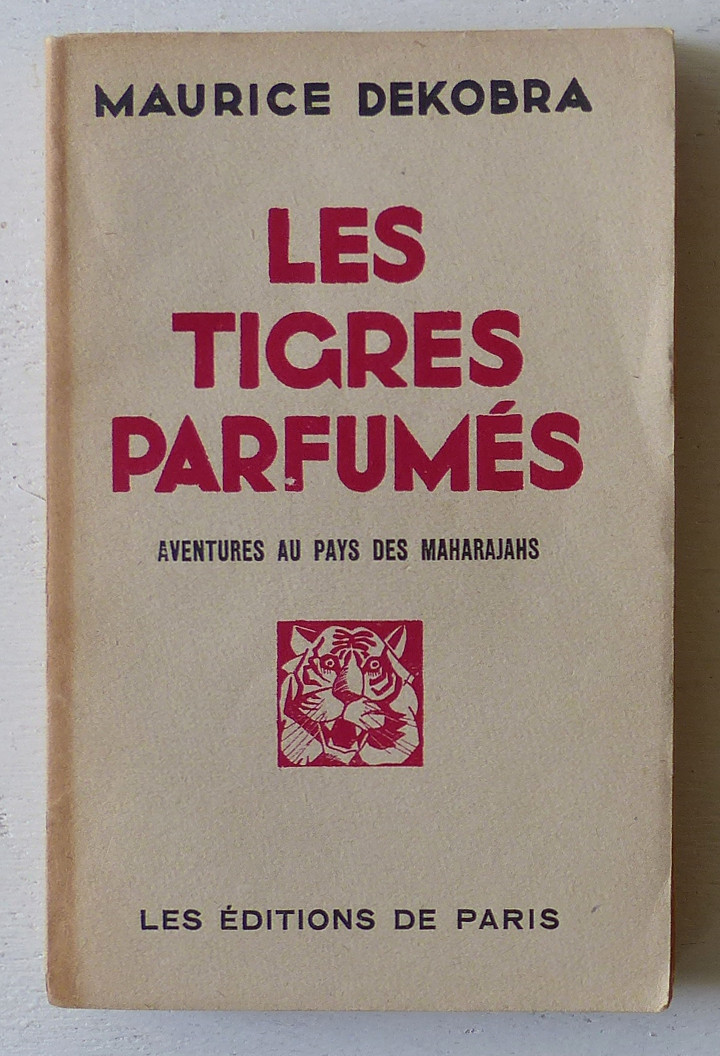 MAURICE DEKOBRA
LES
TIGRES
PARFUMÉS
AVENTURES AU PAYS DES MAHARAJAHS
LES ÉDITIONS DE PARIS